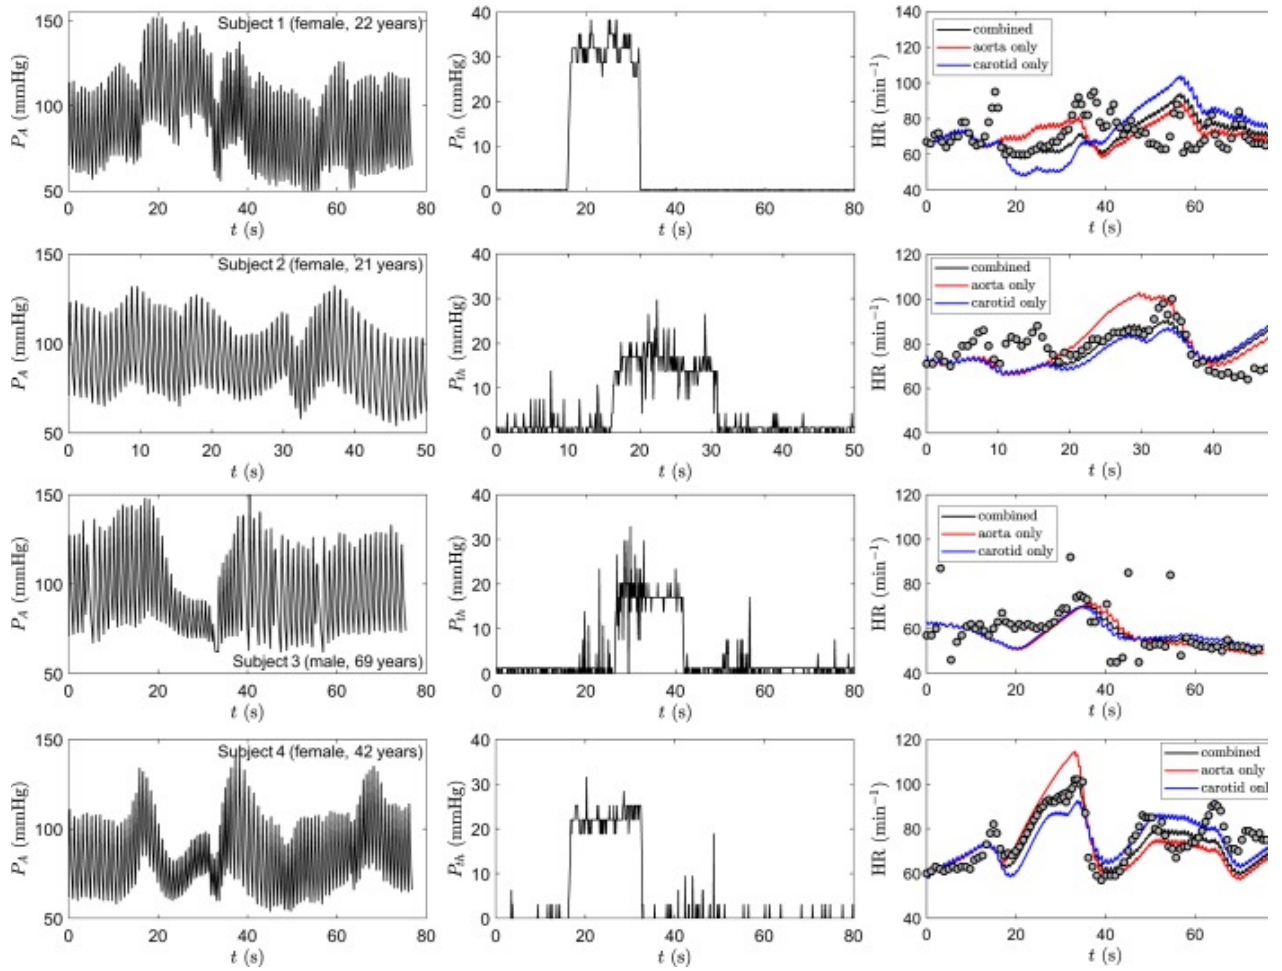 Subject 1 (female, 22 years)
P_A (mmHg)
150
100
50
0 20 40 60 80
t (s)
P_th (mmHg)
40
30
20
10
0
0 20 40 60 80
t (s)
HR (min⁻¹)
140
120
100
80
60
40
combined
aorta only
carotid only
0 20 40 60
t (s)
Subject 2 (female, 21 years)
P_A (mmHg)
150
100
50
0 10 20 30 40 50
t (s)
P_th (mmHg)
40
30
20
10
0
0 10 20 30 40 50
t (s)
HR (min⁻¹)
120
100
80
60
40
combined
aorta only
carotid only
0 20 40
t (s)
P_A (mmHg)
150
100
50
Subject 3 (male, 69 years)
0 20 40 60 80
t (s)
P_th (mmHg)
40
30
20
10
0
0 20 40 60 80
t (s)
HR (min⁻¹)
120
100
80
60
40
combined
aorta only
carotid only
0 20 40 60
t (s)
Subject 4 (female, 42 years)
P_A (mmHg)
150
100
50
0 20 40 60 80
t (s)
P_th (mmHg)
40
30
20
10
0
0 20 40 60 80
t (s)
HR (min⁻¹)
120
100
80
60
40
combined
aorta only
carotid only
0 20 40 60
t (s)